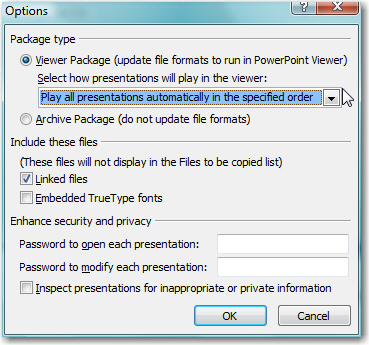 Options
Package type
Viewer Package (update file formats to run in PowerPoint Viewer)
Select how presentations will play in the viewer:
Play all presentations automatically in the specified order
Archive Package (do not update file formats)
Include these files
(These files will not display in the Files to be copied list)
Linked files
Embedded TrueType fonts
Enhance security and privacy
Password to open each presentation:
Password to modify each presentation:
Inspect presentations for inappropriate or private information
OK Cancel